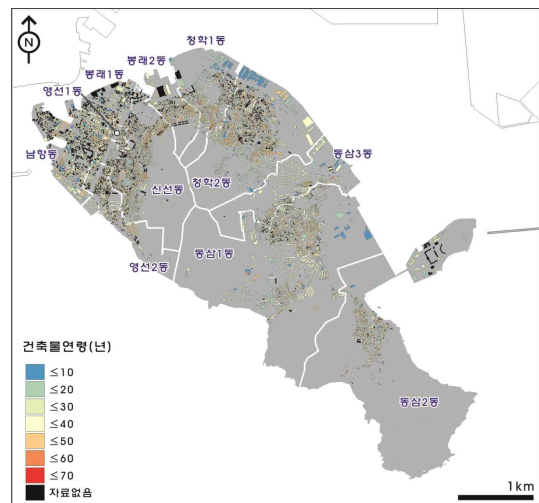 N
청학1동
봉래2동
봉래1동
영선1동
남항동
동삼3동
청학2동
신선동
동삼1동
영선2동
동삼2동
건축물연령(년)
≤10
≤20
≤30
≤40
≤50
≤60
≤70
자료없음
1km